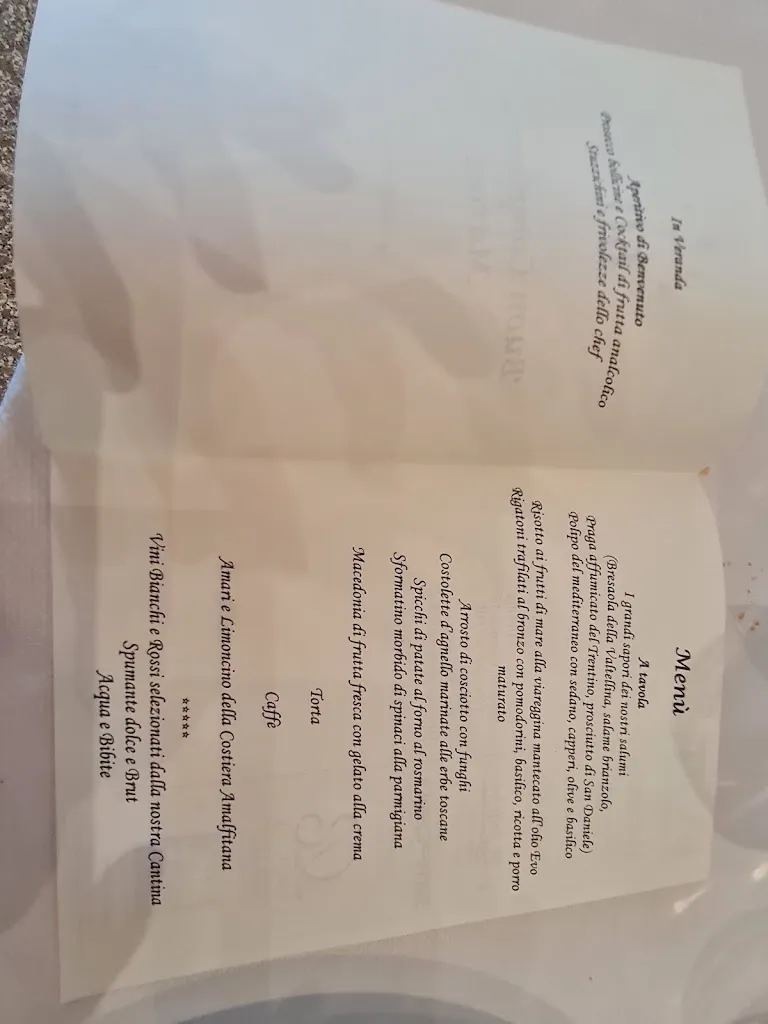 In Veranda
Aperitivo di Benvenuto
Prosecco bollicine e Cocktail di frutta analcolico
Stuzzichini e frivolezze dello chef
Menù
A tavola
I grandi sapori dei nostri salumi
(Bresaola della Valtellina, salame brianzolo,
Praga affumicato del Trentino, prosciutto di San Daniele)
Polipo del mediterraneo con sedano, capperi, olive e basilico
Risotto ai frutti di mare alla viareggina mantecato all'olio Evo
Rigatoni trafilati al bronzo con pomodorini, basilico, ricotta e porro
maturato
Arrosto di cosciotto con funghi
Costolette d'agnello marinate alle erbe toscane
Spicchi di patate al forno al rosmarino
Sformatino morbido di spinaci alla parmigiana
Macedonia di frutta fresca con gelato alla crema
Torta
Caffè
Amari e Limoncino della Costiera Amalfitana
*****
Vini Bianchi e Rossi selezionati dalla nostra Cantina
Spumante dolce e Brut
Acqua e Bibite